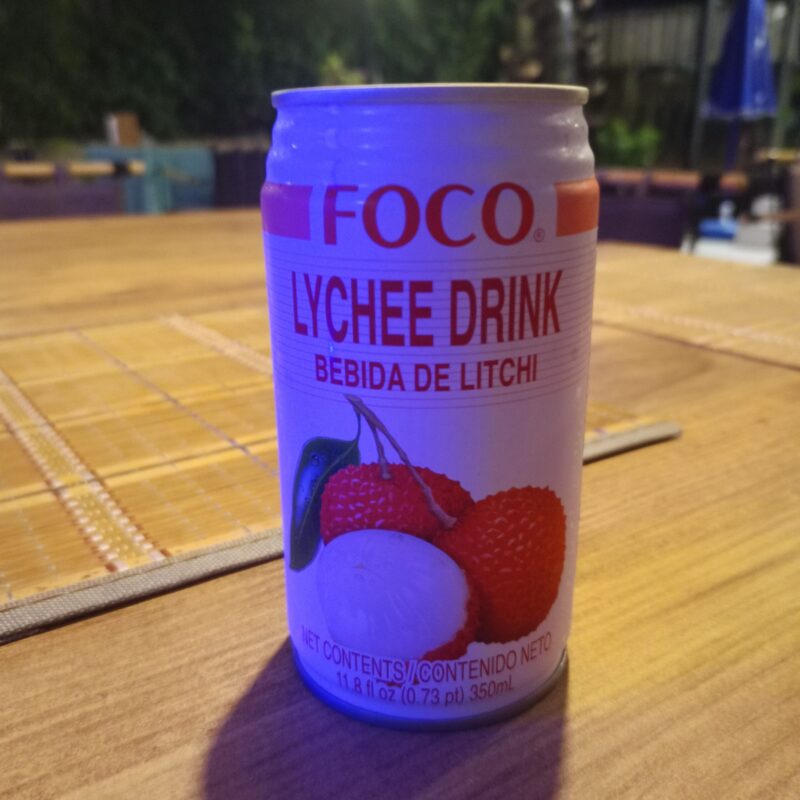 FOCO®
LYCHEE DRINK
BEBIDA DE LITCHI
NET CONTENTS/CONTENIDO NETO
11.8 fl oz (0.73 pt) 350mL